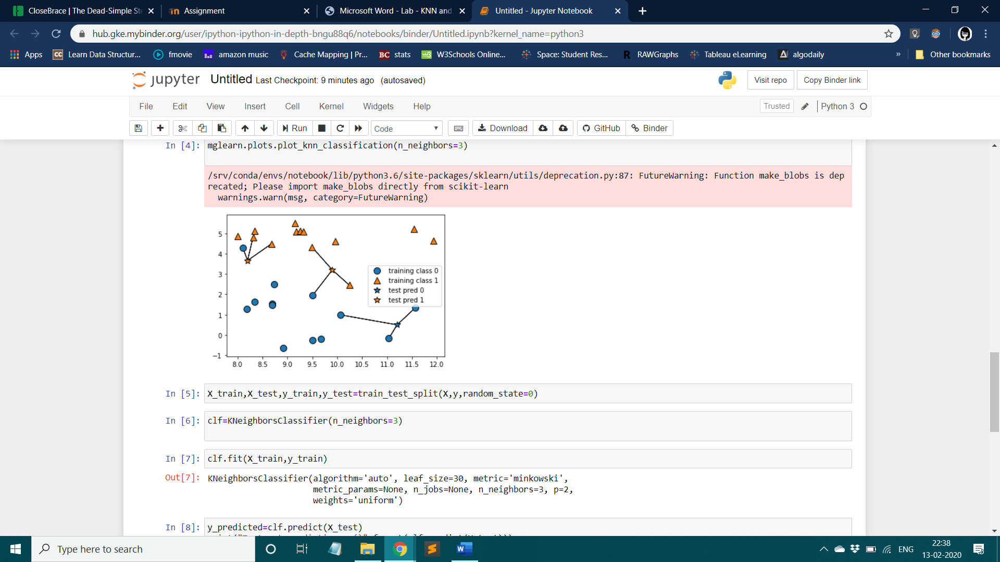 CloseBrace | The Dead-Simple Ste
Assignment
Microsoft Word - Lab - KNN and
Untitled - Jupyter Notebook
hub.gke.mybinder.org/user/ipython-ipython-in-depth-bngu88q6/notebooks/binder/Untitled.ipynb?kernel_name=python3
Apps
CC Learn Data Structur...
fmovie
amazon music
Cache Mapping | Pr...
BC stats
w3 W3Schools Online...
Space: Student Res...
R RAWGraphs
Tableau eLearning
algodaily
»
Other bookmarks
jupyter Untitled Last Checkpoint: 9 minutes ago (autosaved)
Visit repo
Copy Binder link
File Edit View Insert Cell Kernel Widgets Help
Trusted
Python 3
Run
Code
Download
GitHub
Binder
In [4]: mglearn.plots.plot_knn_classification(n_neighbors=3)
/srv/conda/envs/notebook/lib/python3.6/site-packages/sklearn/utils/deprecation.py:87: FutureWarning: Function make_blobs is dep
recated; Please import make_blobs directly from scikit-learn
warnings.warn(msg, category=FutureWarning)
5
4
3
2
1
0
−1
training class 0
training class 1
test pred 0
test pred 1
8.0 8.5 9.0 9.5 10.0 10.5 11.0 11.5 12.0
In [5]: X_train,X_test,y_train,y_test=train_test_split(X,y,random_state=0)
In [6]: clf=KNeighborsClassifier(n_neighbors=3)
In [7]: clf.fit(X_train,y_train)
Out[7]: KNeighborsClassifier(algorithm='auto', leaf_size=30, metric='minkowski',
metric_params=None, n_jobs=None, n_neighbors=3, p=2,
weights='uniform')
In [8]: y_predicted=clf.predict(X_test)
Type here to search
ENG
22:38
13-02-2020